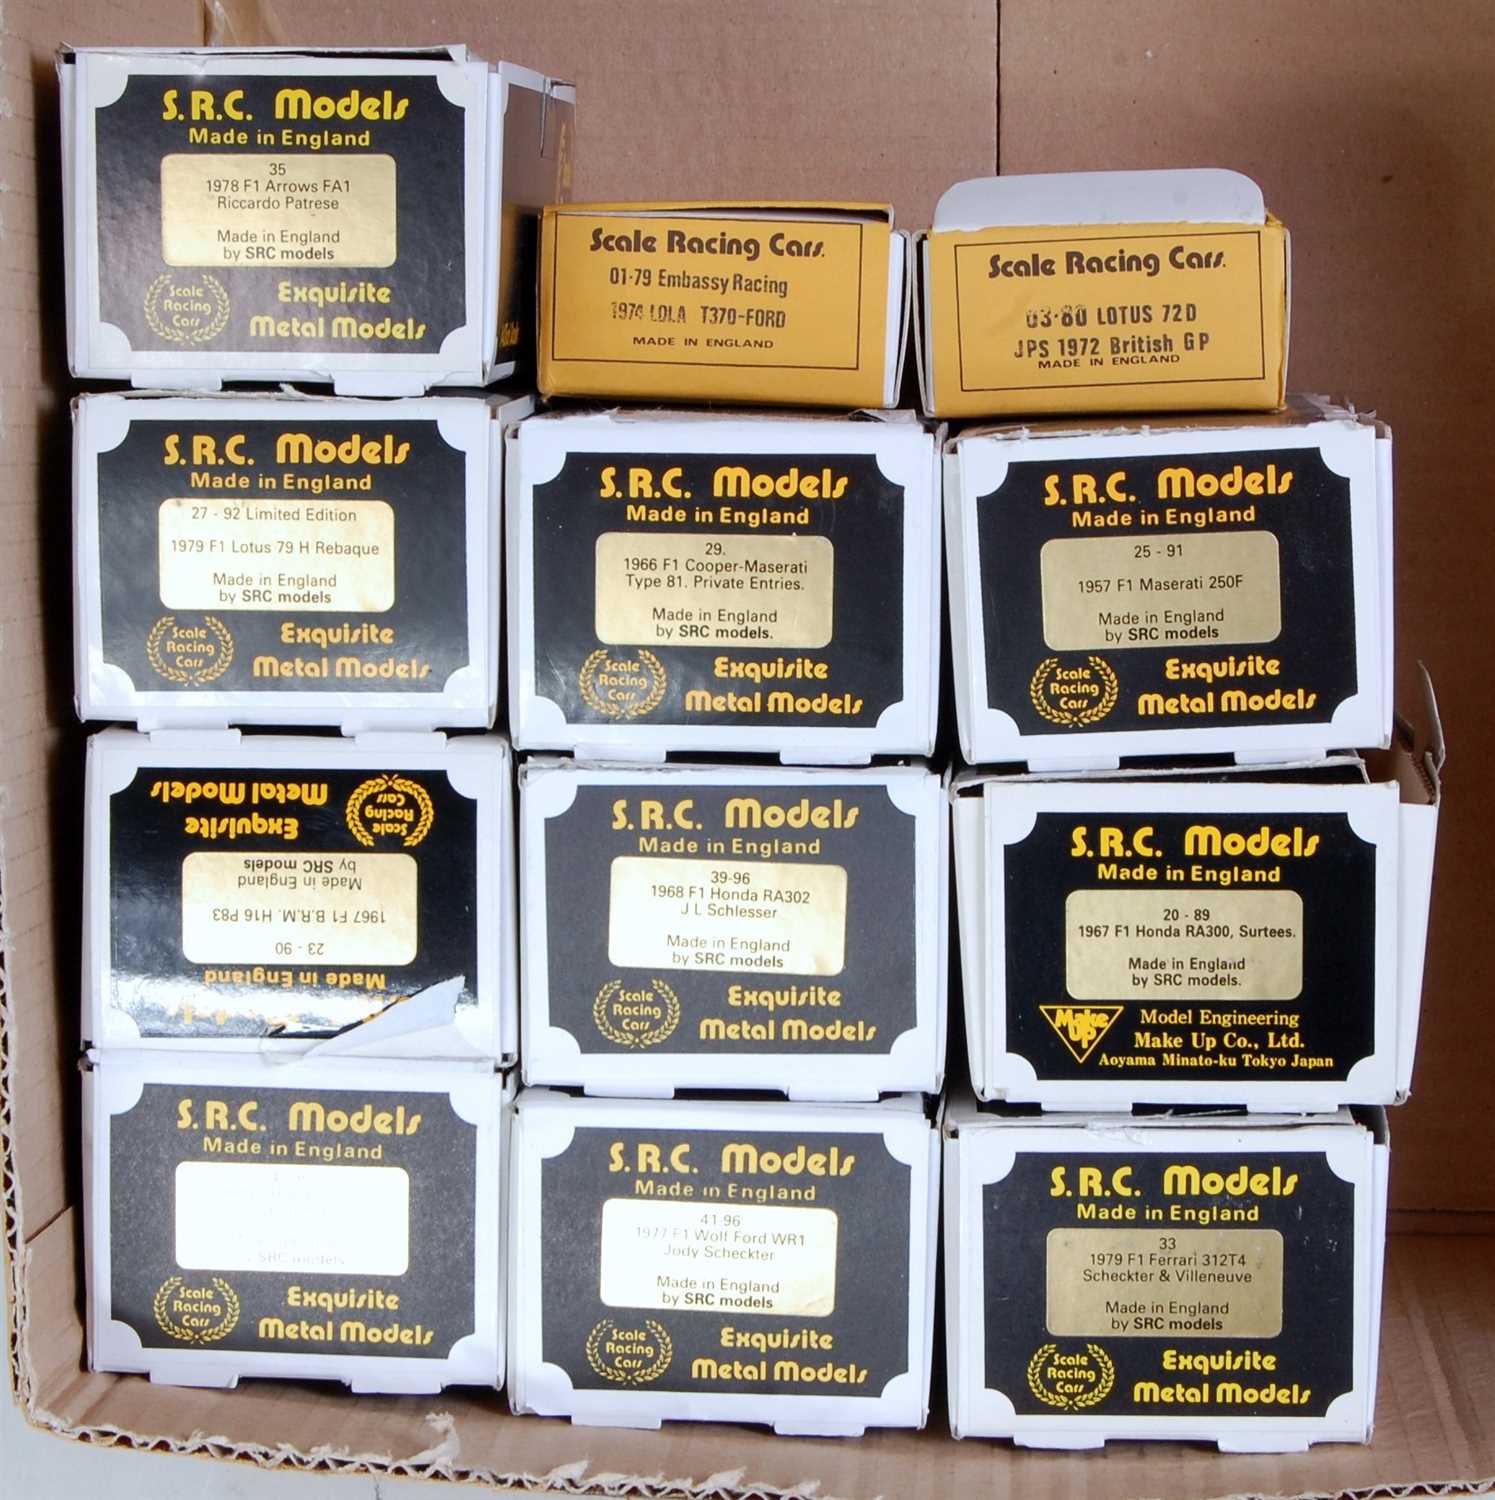 S.R.C. Models
Made in England
35
1978 F1 Arrows FA1
Riccardo Patrese
Made in England
by SRC models
Scale
Racing
Cars
Exquisite
Metal Models
Scale Racing Cars.
01-79 Embassy Racing
1974 LOLA T370-FORD
MADE IN ENGLAND
Scale Racing Cars.
03-80 LOTUS 72D
JPS 1972 British GP
MADE IN ENGLAND
S.R.C. Models
Made in England
27 - 92 Limited Edition
1979 F1 Lotus 79 H Rebaque
Made in England
by SRC models
Scale
Racing
Cars
Exquisite
Metal Models
S.R.C. Models
Made in England
29.
1966 F1 Cooper-Maserati
Type 81. Private Entries.
Made in England
by SRC models.
Scale
Racing
Cars
Exquisite
Metal Models
S.R.C. Models
Made in England
25 - 91
1957 F1 Maserati 250F
Made in England
by SRC models
Scale
Racing
Cars
Exquisite
Metal Models
Made in England
23 - 90
1967 F1 B.R.M. H16 P83
Made in England
by SRC models
Scale
Racing
Cars
Exquisite
Metal Models
S.R.C. Models
Made in England
39-96
1968 F1 Honda RA302
J L Schlesser
Made in England
by SRC models
Scale
Racing
Cars
Exquisite
Metal Models
S.R.C. Models
Made in England
20 - 89
1967 F1 Honda RA300, Surtees.
Made in England
by SRC models.
Make
UP
Model Engineering
Make Up Co., Ltd.
Aoyama Minato-ku Tokyo Japan
S.R.C. Models
Made in England
SRC models
Scale
Racing
Cars
Exquisite
Metal Models
S.R.C. Models
Made in England
41-96
1977 F1 Wolf Ford WR1
Jody Scheckter
Made in England
by SRC models
Scale
Racing
Cars
Exquisite
Metal Models
S.R.C. Models
Made in England
33
1979 F1 Ferrari 312T4
Scheckter & Villeneuve
Made in England
by SRC models
Scale
Racing
Cars
Exquisite
Metal Models